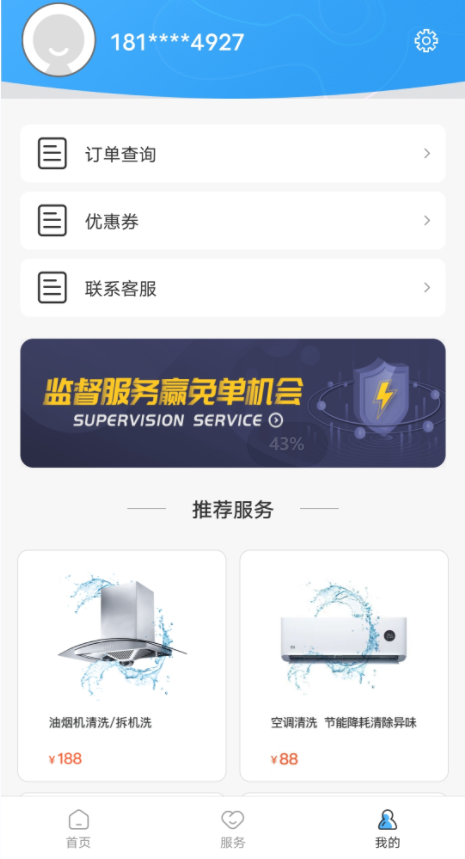 181****4927
订单查询
优惠券
联系客服
监督服务赢免单机会
SUPERVISION SERVICE
43%
推荐服务
油烟机清洗/拆机洗
¥188
空调清洗 节能降耗清除异味
¥88
首页
服务
我的